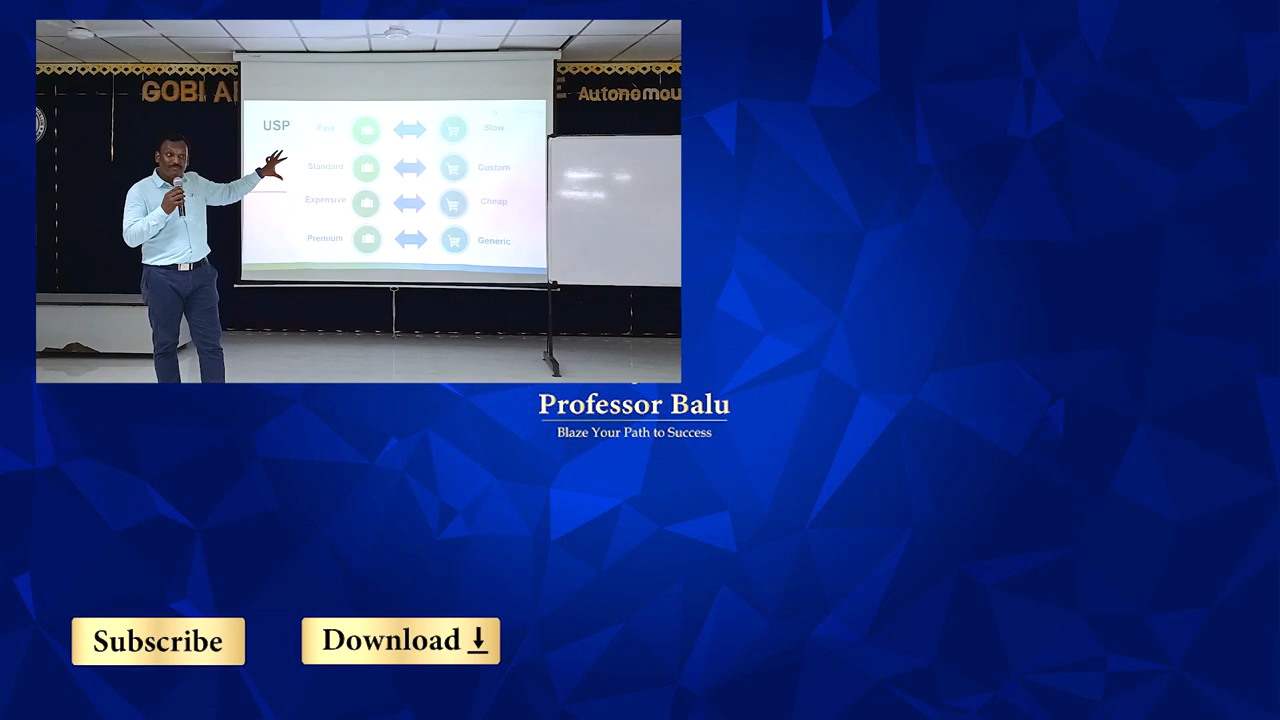 GOBI A
Autonomou
USP
Fast
Slow
Standard
Custom
Expensive
Cheap
Premium
Generic
Professor Balu
Blaze Your Path to Success
Subscribe
Download